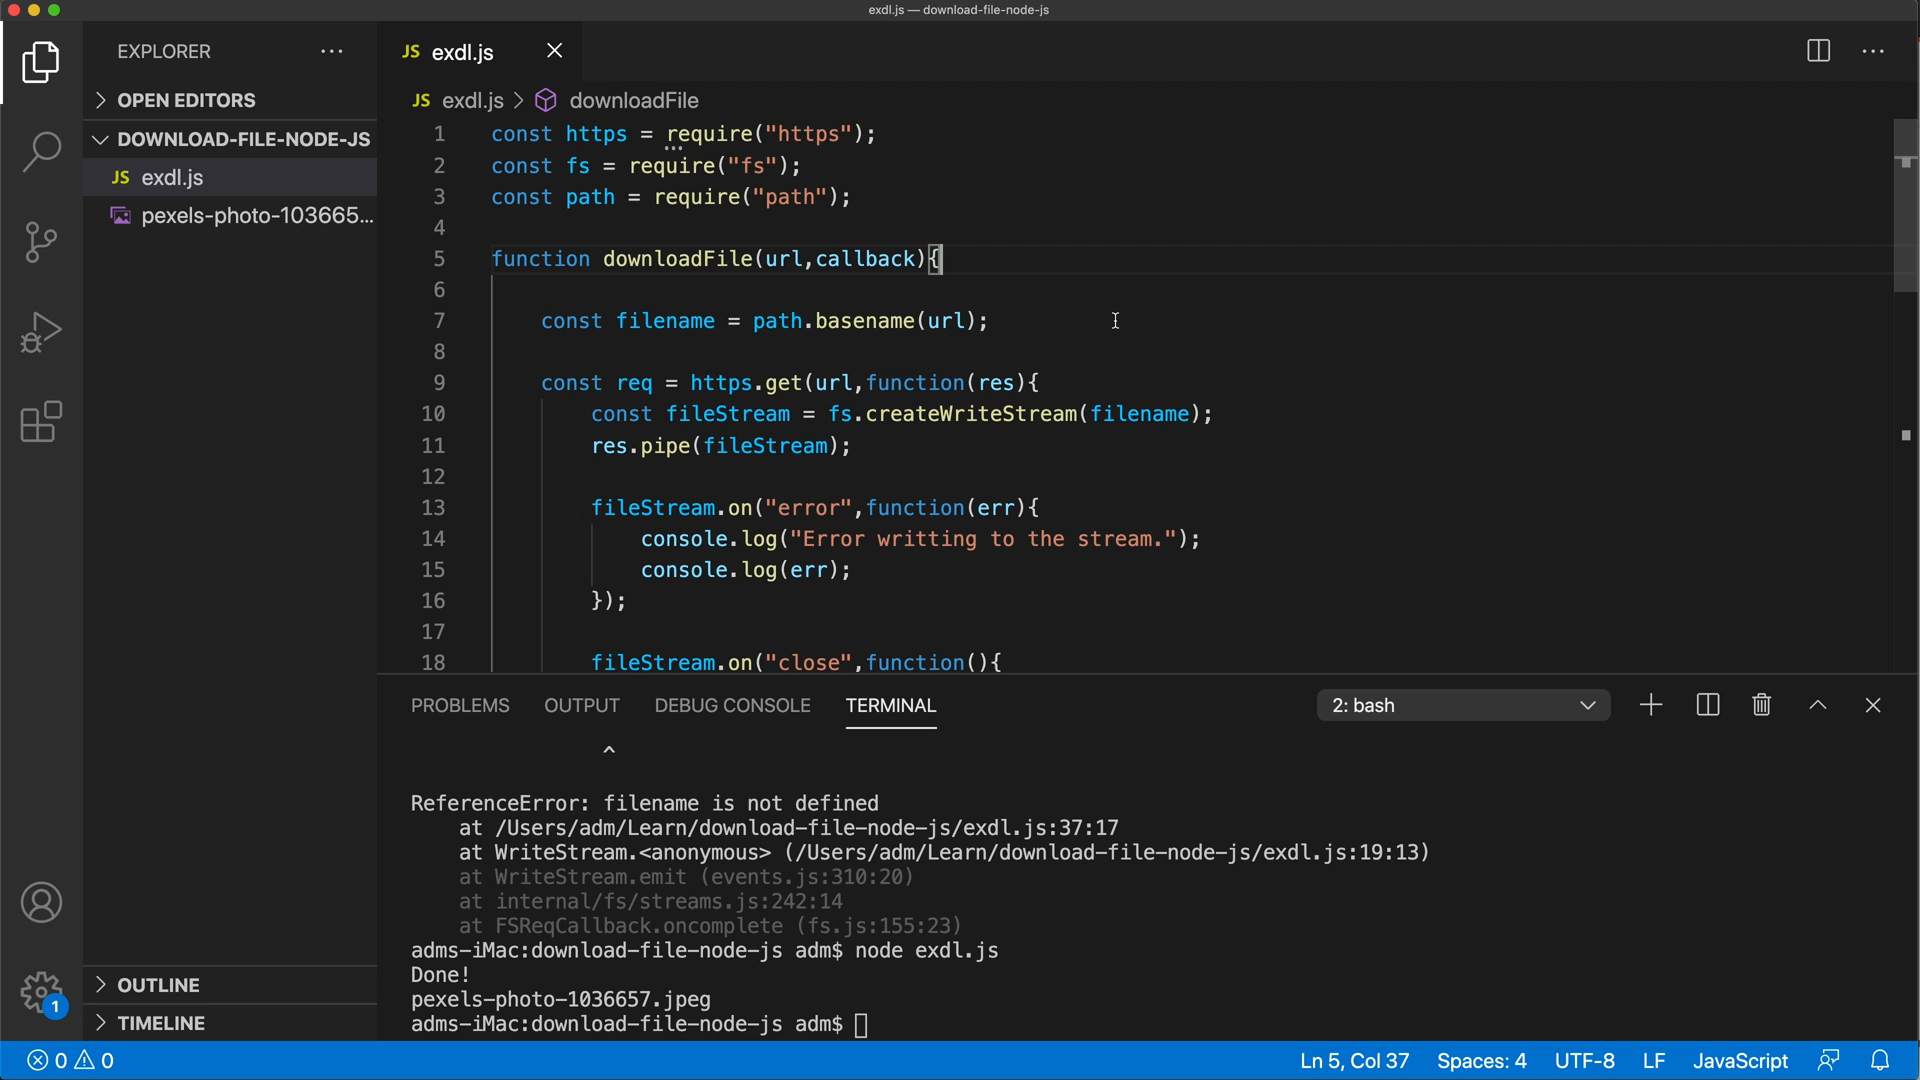 exdl.js — download-file-node-js
EXPLORER
JS exdl.js
OPEN EDITORS
JS exdl.js > downloadFile
DOWNLOAD-FILE-NODE-JS
JS exdl.js
pexels-photo-103665...
1 const https = require("https");
2 const fs = require("fs");
3 const path = require("path");
4
5 function downloadFile(url,callback){
6
7 const filename = path.basename(url);
8
9 const req = https.get(url,function(res){
10 const fileStream = fs.createWriteStream(filename);
11 res.pipe(fileStream);
12
13 fileStream.on("error",function(err){
14 console.log("Error writting to the stream.");
15 console.log(err);
16 });
17
18 fileStream.on("close",function(){
PROBLEMS OUTPUT DEBUG CONSOLE TERMINAL 2: bash
^
ReferenceError: filename is not defined
at /Users/adm/Learn/download-file-node-js/exdl.js:37:17
at WriteStream.<anonymous> (/Users/adm/Learn/download-file-node-js/exdl.js:19:13)
at WriteStream.emit (events.js:310:20)
at internal/fs/streams.js:242:14
at FSReqCallback.oncomplete (fs.js:155:23)
adms-iMac:download-file-node-js adm$ node exdl.js
Done!
pexels-photo-1036657.jpeg
adms-iMac:download-file-node-js adm$
OUTLINE
TIMELINE
1
0 0 Ln 5, Col 37 Spaces: 4 UTF-8 LF JavaScript